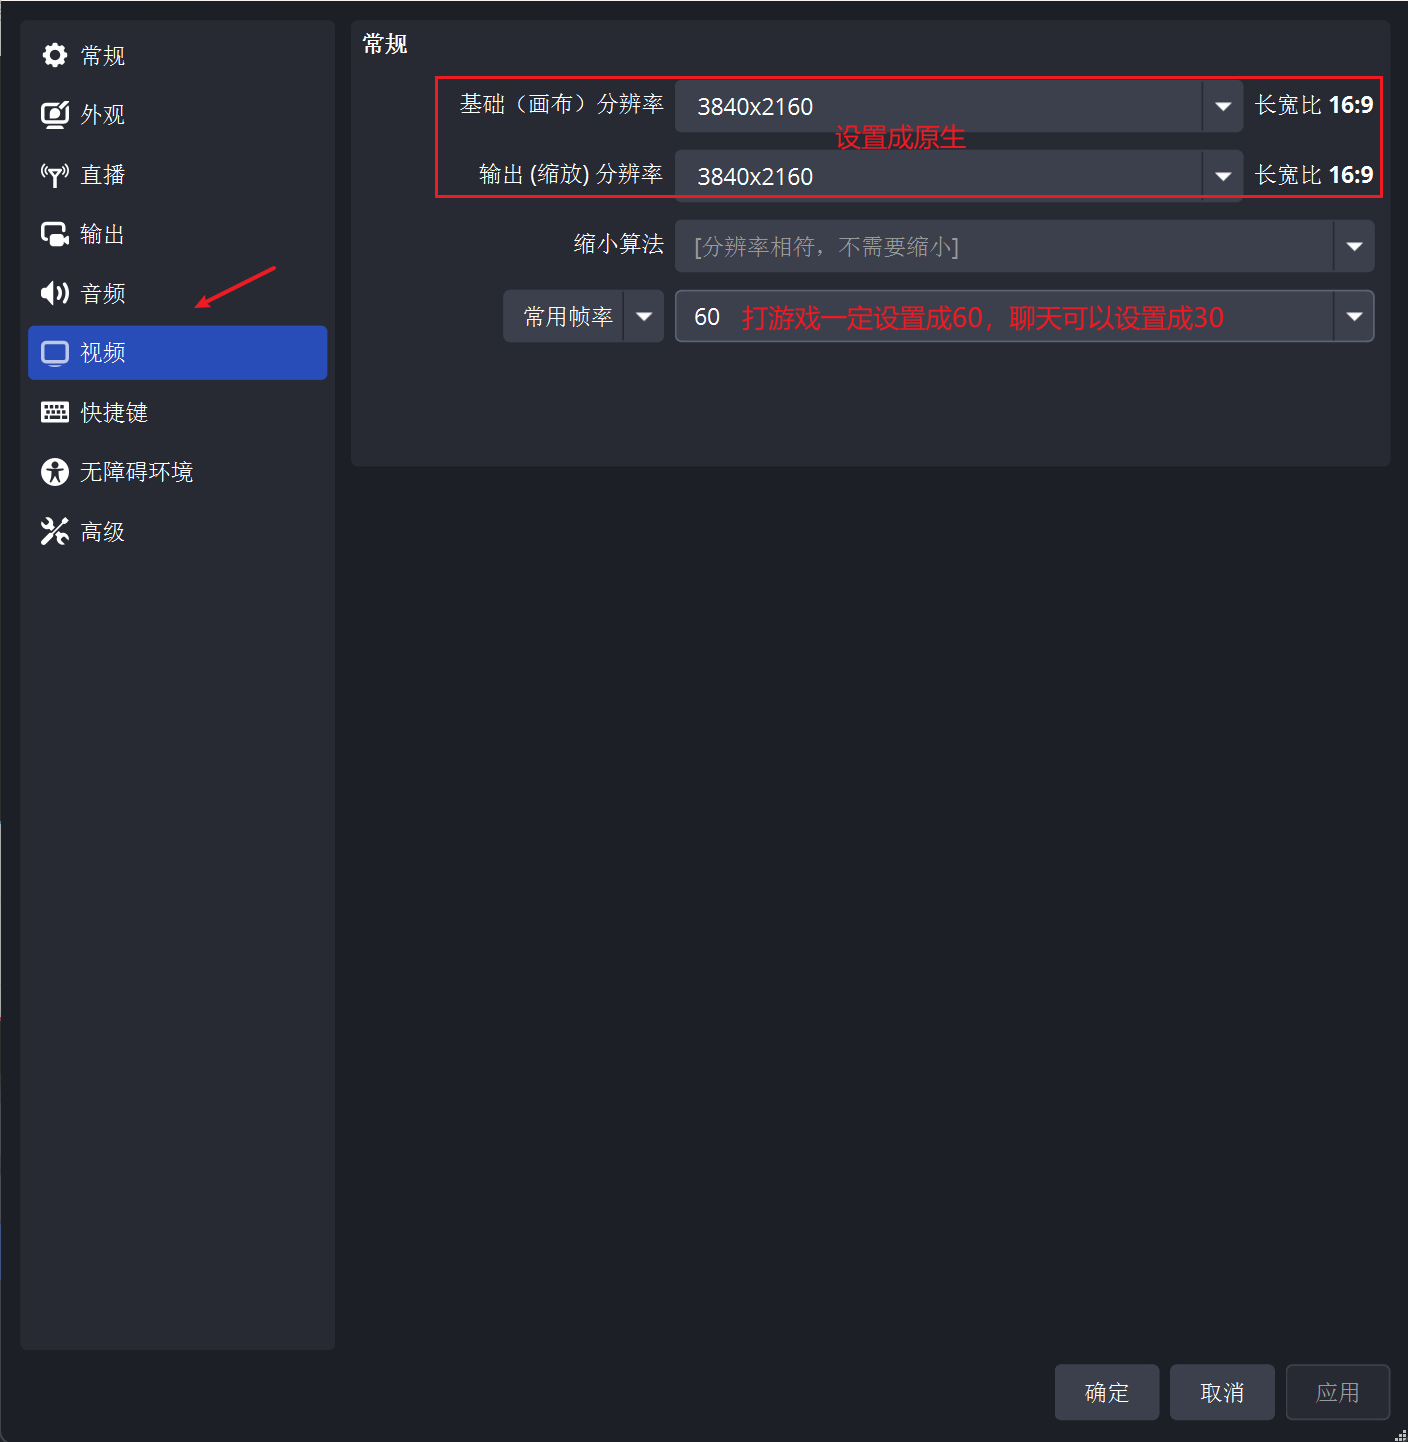 常规
外观
直播
输出
音频
视频
快捷键
无障碍环境
高级
常规
基础（画布）分辨率 3840x2160 长宽比 16:9
设置成原生
输出 (缩放) 分辨率 3840x2160 长宽比 16:9
缩小算法 [分辨率相符，不需要缩小]
常用帧率 60 打游戏一定设置成60，聊天可以设置成30
确定 取消 应用